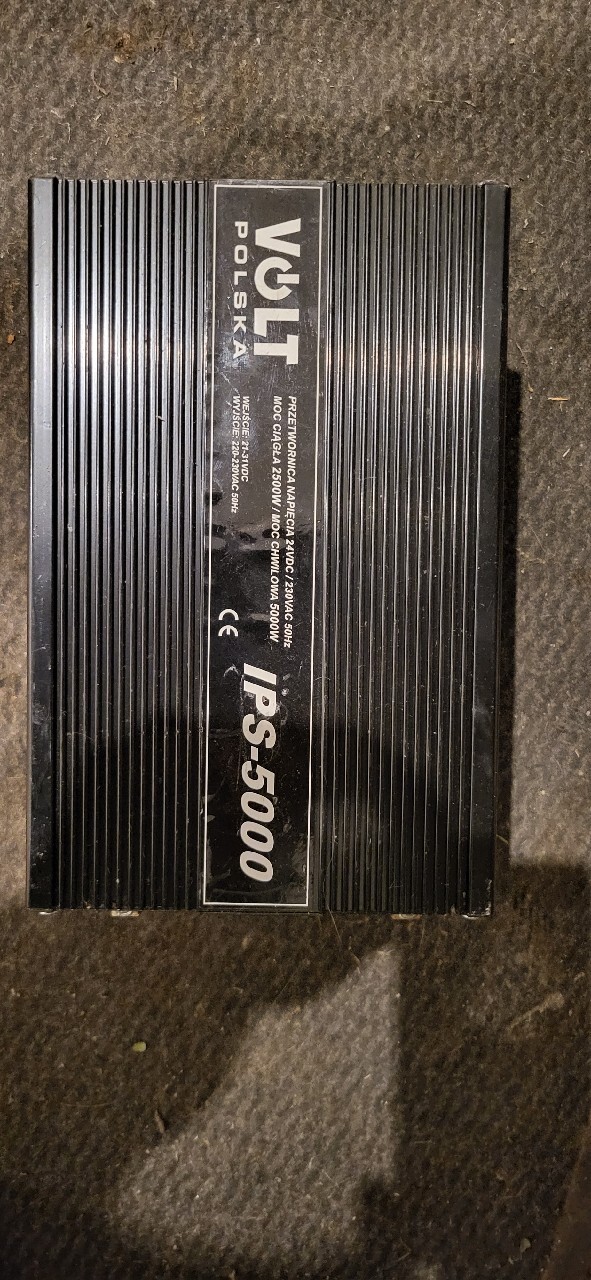 VOLT
POLSKA
PRZETWORNICA NAPIĘCIA 24VDC / 230VAC 50Hz
MOC CIĄGŁA 2500W / MOC CHWILOWA 5000W
WEJŚCIE: 21-31VDC
WYJŚCIE: 220-230VAC 50Hz
CE
IPS-5000